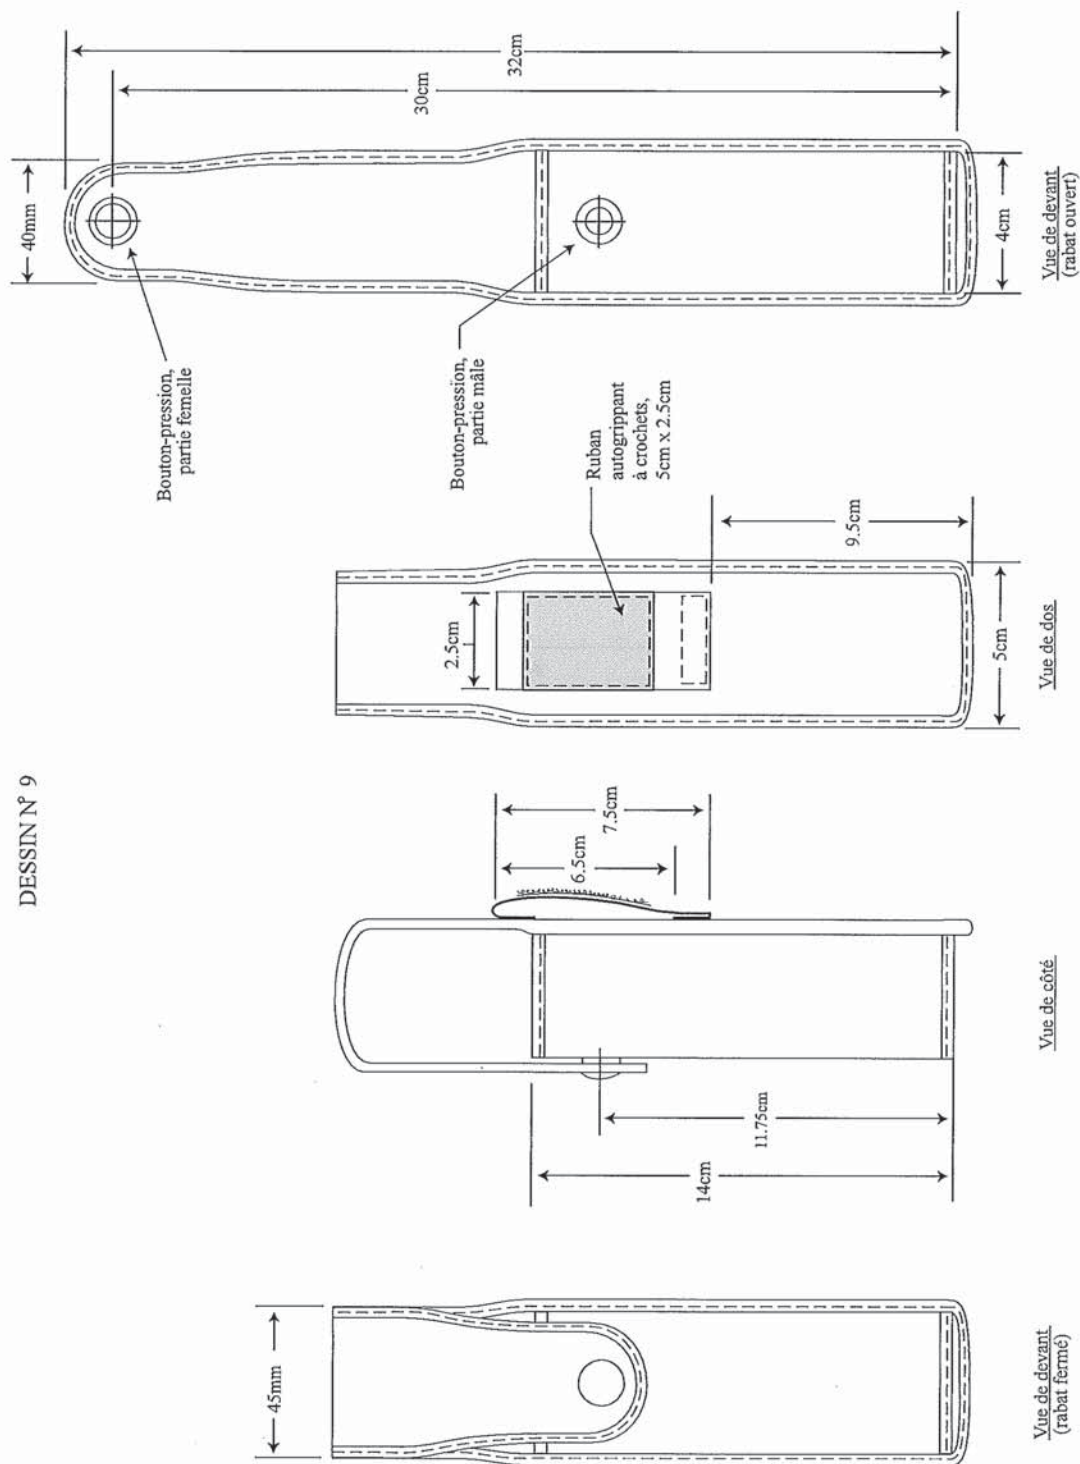 DESSIN N° 9
45mm
Vue de devant
(rabat fermé)
14cm
11.75cm
6.5cm
7.5cm
Vue de côté
2.5cm
Ruban
autogrippant
à crochets,
5cm x 2.5cm
9.5cm
5cm
Vue de dos
40mm
Bouton-pression,
partie femelle
Bouton-pression,
partie mâle
30cm
32cm
4cm
Vue de devant
(rabat ouvert)